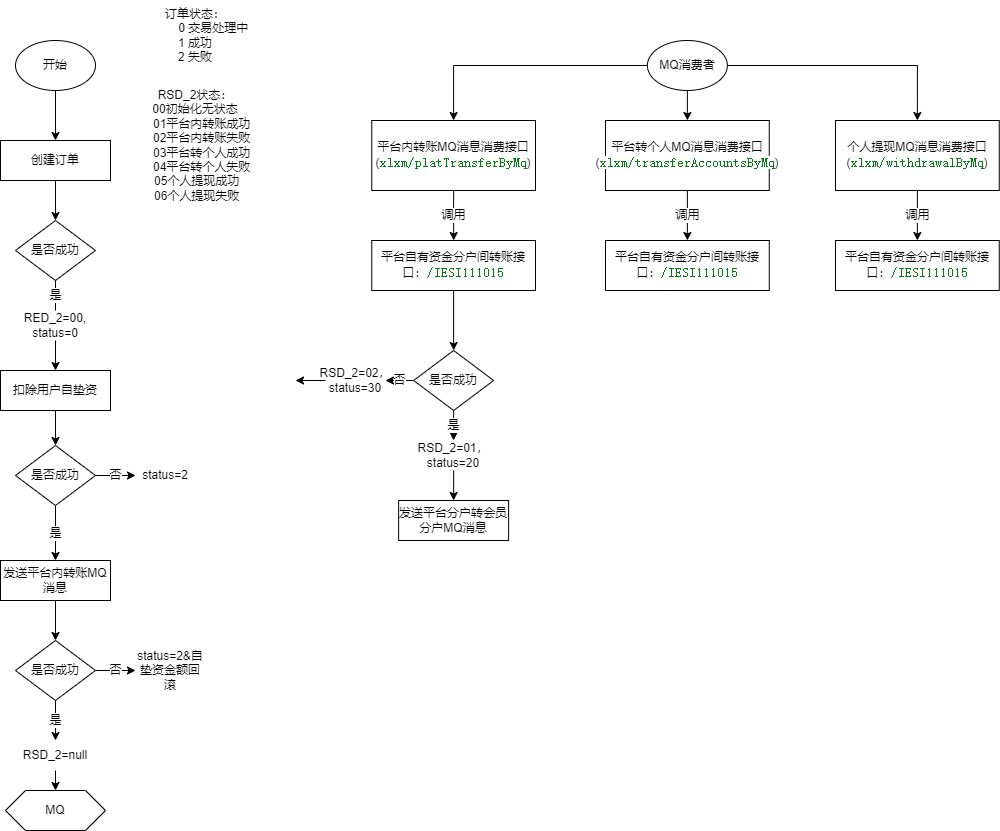 订单状态：
0 交易处理中
1 成功
2 失败
RSD_2状态：
00初始化无状态
01平台内转账成功
02平台内转账失败
03平台转个人成功
04平台转个人失败
05个人提现成功
06个人提现失败
开始
创建订单
是否成功
是
RED_2=00,
status=0
扣除用户自垫资
是否成功
否
status=2
是
发送平台内转账MQ
消息
是否成功
否
status=2&自
垫资金额回
滚
是
RSD_2=null
MQ
MQ消费者
平台内转账MQ消息消费接口
(xlxm/platTransferByMq)
调用
平台自有资金分户间转账接
口：/IESI111015
是否成功
否
RSD_2=02，
status=30
是
RSD_2=01，
status=20
发送平台分户转会员
分户MQ消息
平台转个人MQ消息消费接口
(xlxm/transferAccountsByMq)
调用
平台自有资金分户间转账接
口：/IESI111015
个人提现MQ消息消费接口
(xlxm/withdrawalByMq)
调用
平台自有资金分户间转账接
口：/IESI111015